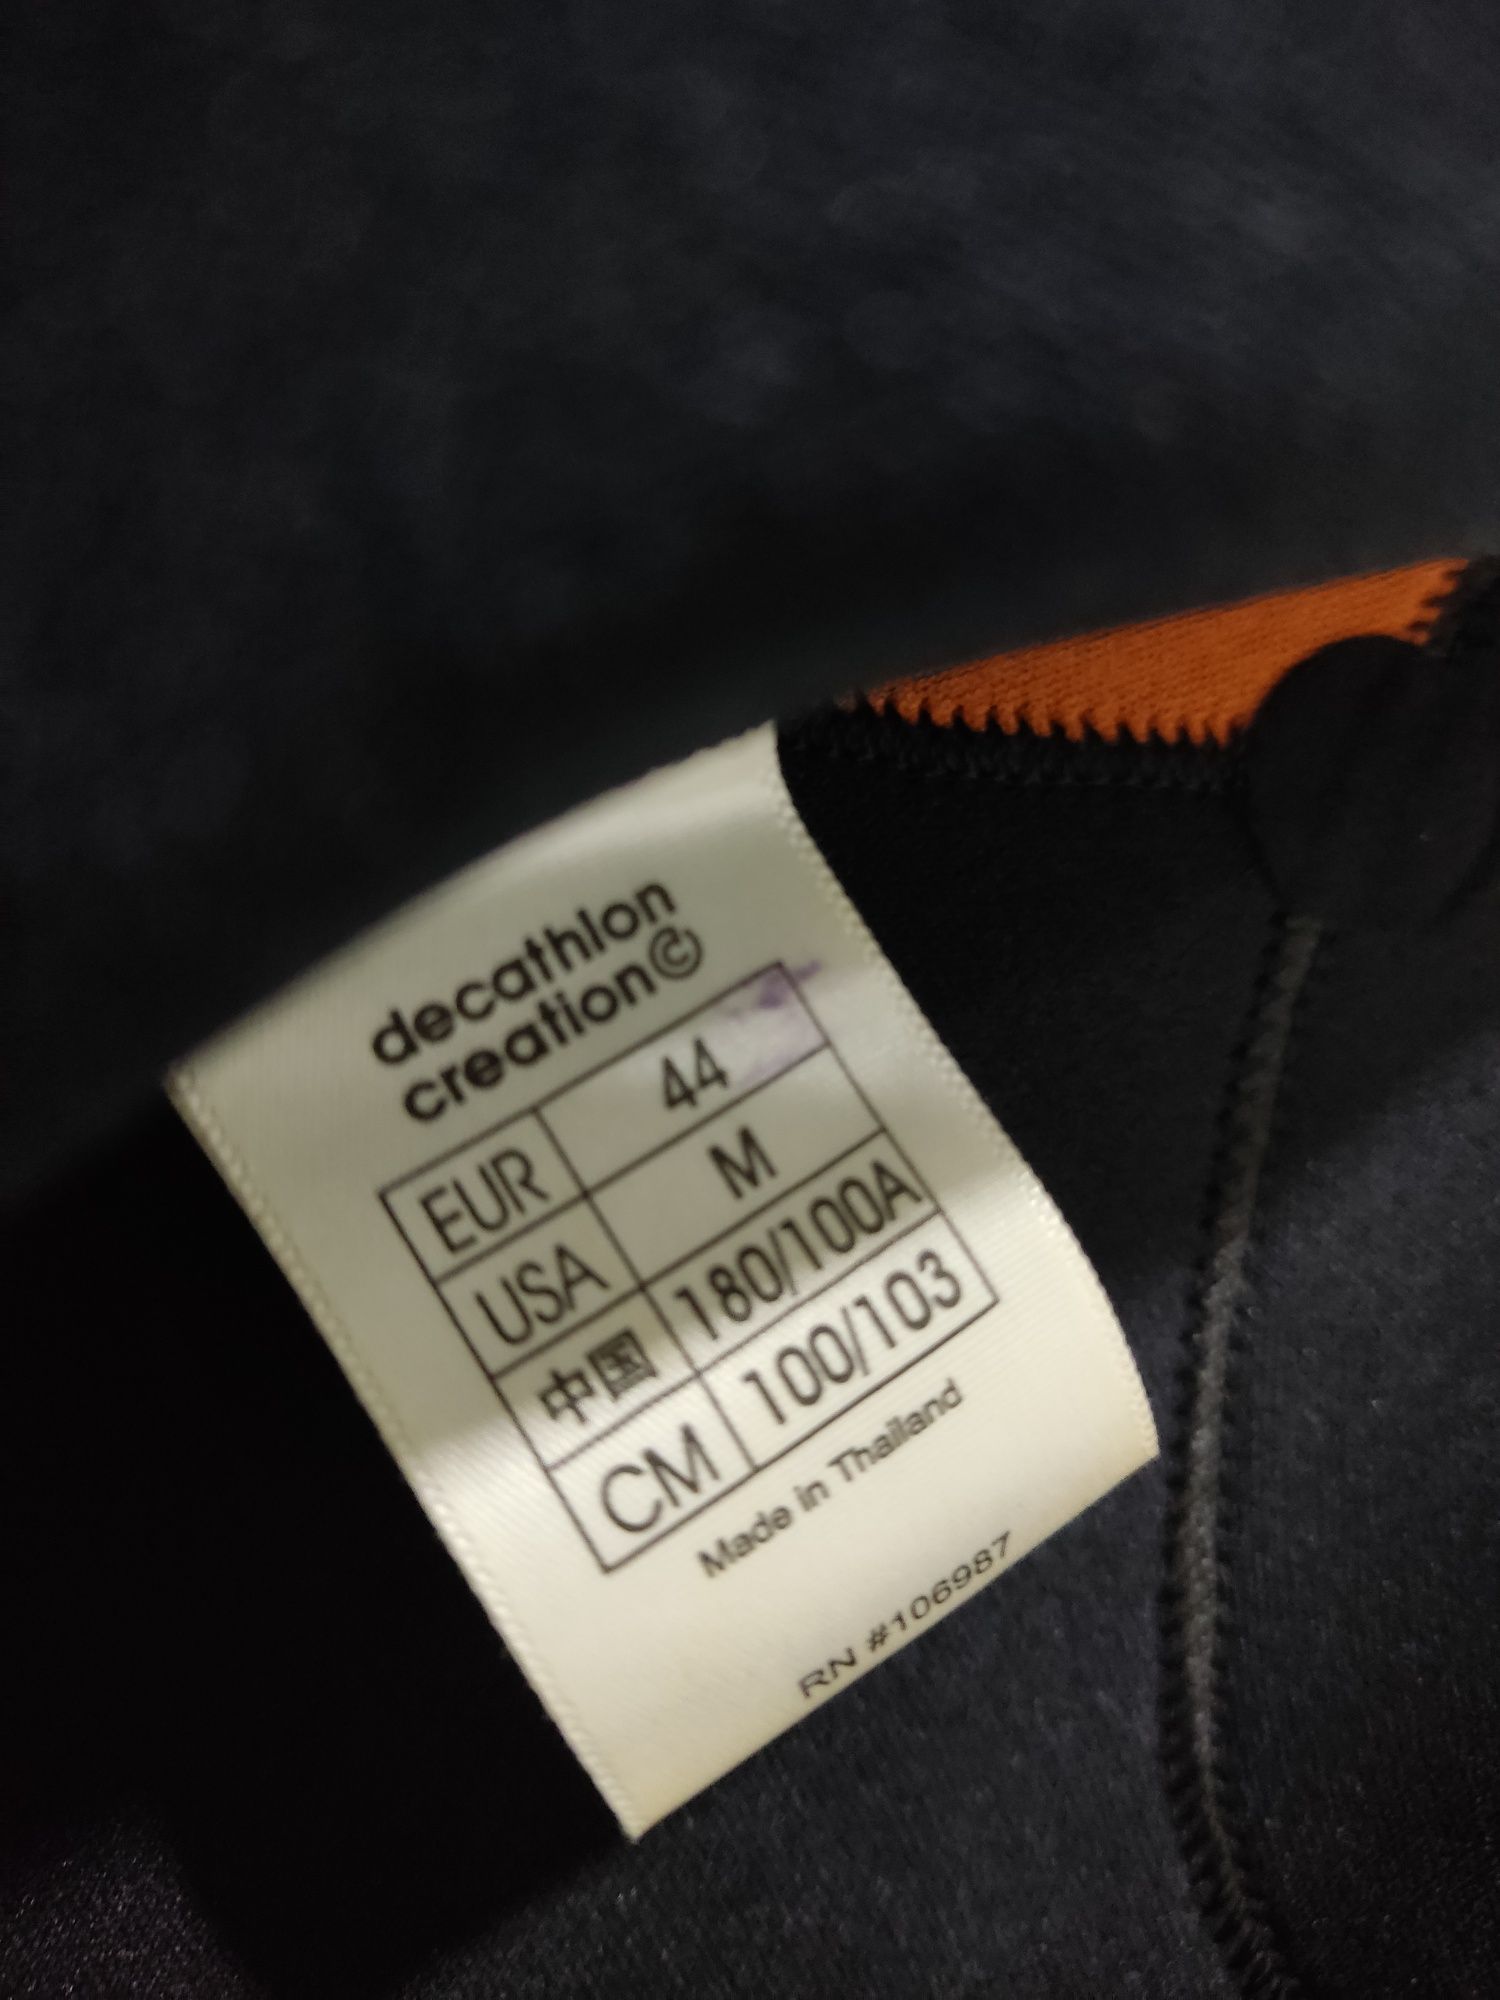 decathlon
creation©
EUR 44
USA M
中国 180/100A
CM 100/103
Made in Thailand
RN #106987